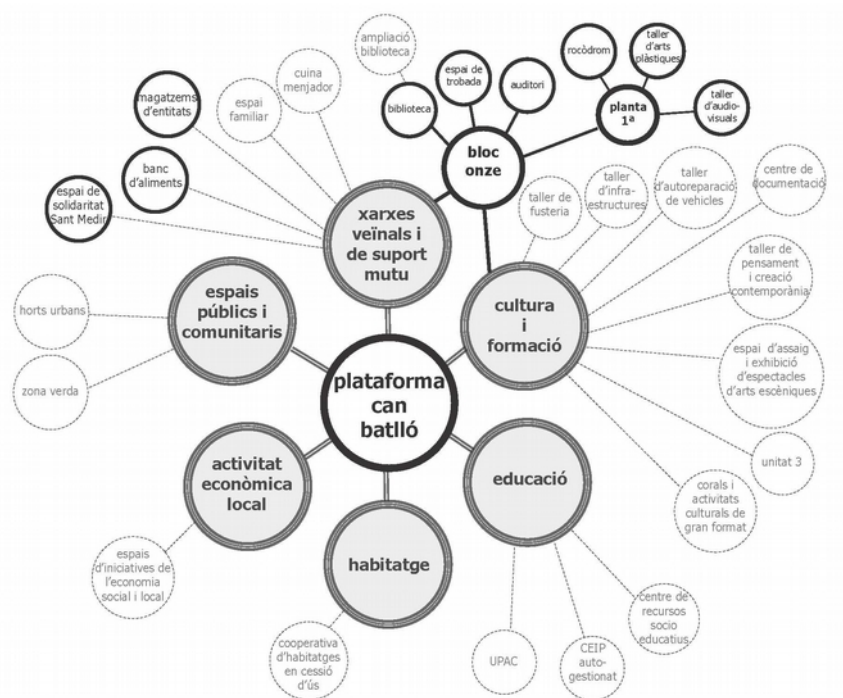 ampliació
biblioteca
espai de
trobada
rocòdrom
taller
d'arts
plàstiques
cuina
menjador
auditori
magatzems
d'entitats
espai
familiar
biblioteca
planta
1ª
taller
d'audio-
visuals
bloc
onze
banc
d'aliments
espai de
solidaritat
Sant Medir
taller de
fusteria
taller
d'infra-
estructures
taller
d'autoreparació
de vehicles
centre de
documentació
xarxes
veïnals i
de suport
mutu
taller de
pensament
i creació
contemporània
horts urbans
espais
públics i
comunitaris
cultura
i
formació
espai d'assaig
i exhibició
d'espectacles
d'arts escèniques
zona verda
plataforma
can
batlló
unitat 3
activitat
econòmica
local
educació
corals i
activitats
culturals de
gran format
espais
d'iniciatives de
l'economia
social i local
habitatge
centre de
recursos
socio
educatius
cooperativa
d'habitatges
en cessió
d'ús
UPAC
CEIP
auto-
gestionat